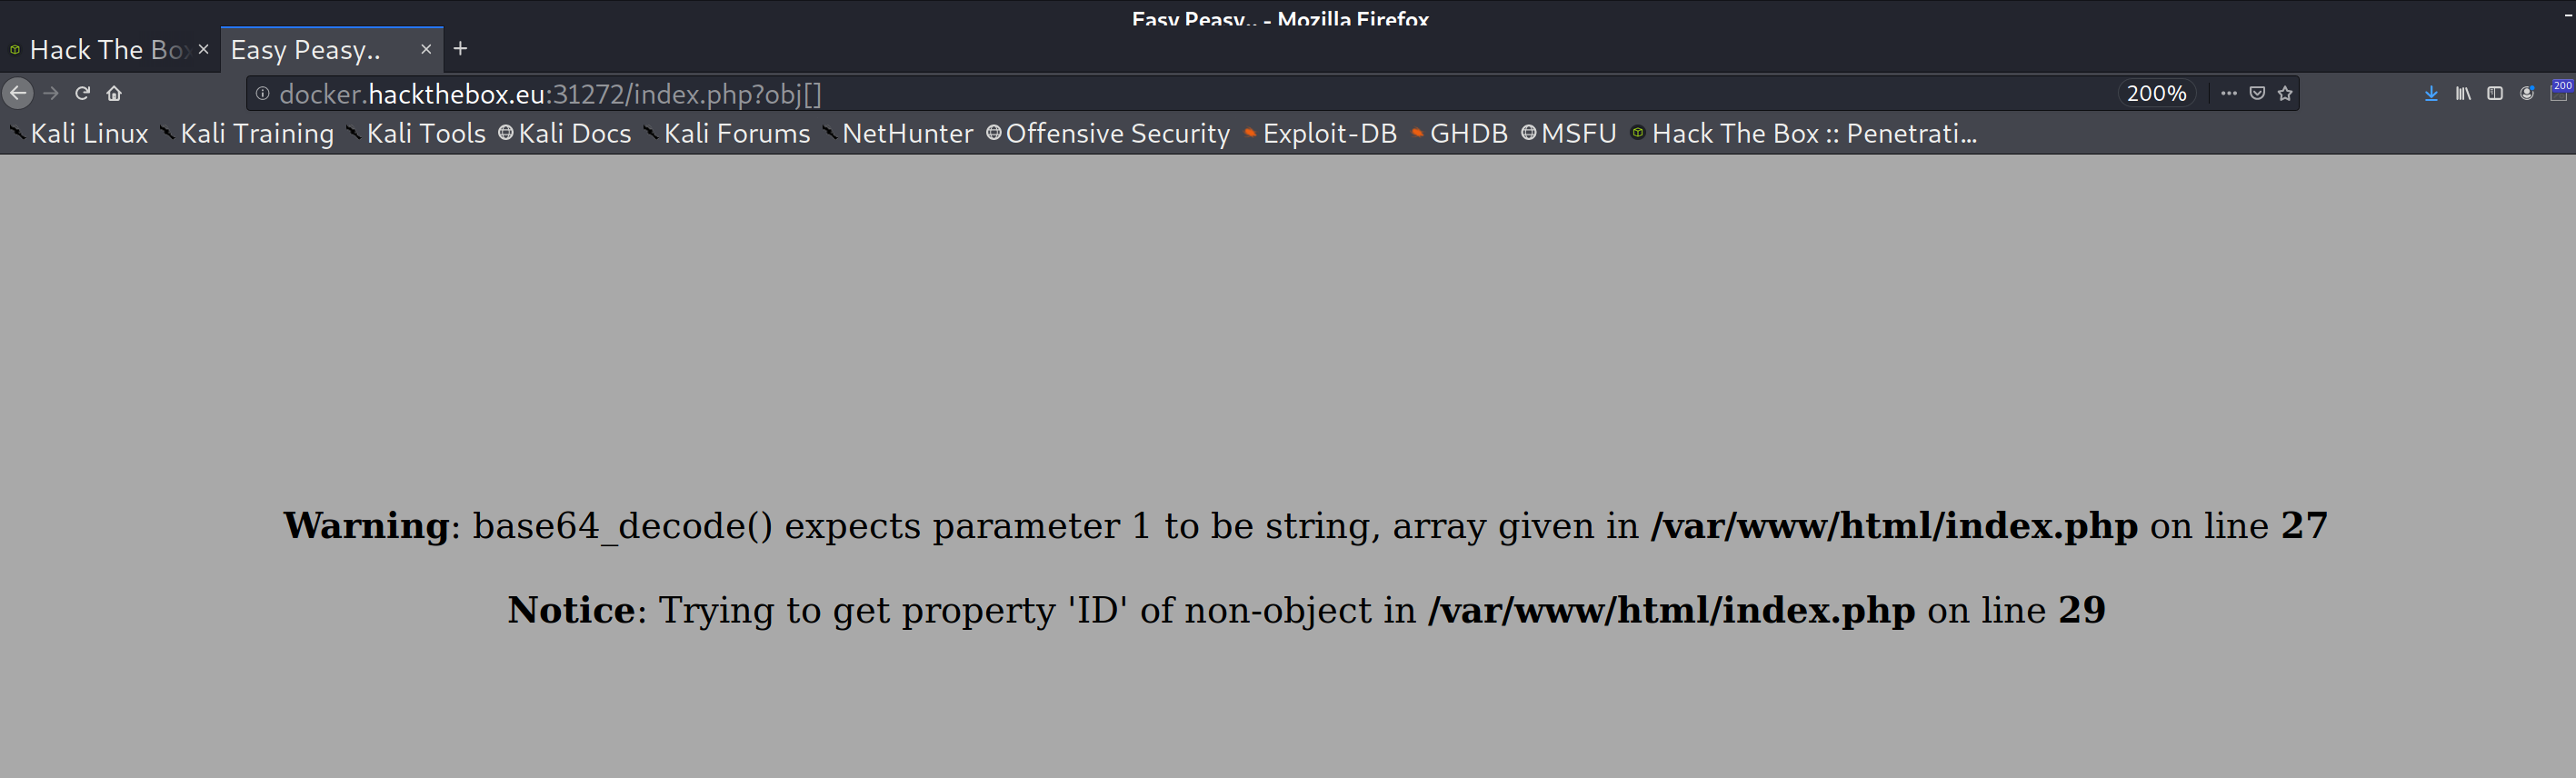 Easy Peasy.. - Mozilla Firefox
Hack The Box Easy Peasy..
docker.hackthebox.eu:31272/index.php?obj[] 200% 200
Kali Linux Kali Training Kali Tools Kali Docs Kali Forums NetHunter Offensive Security Exploit-DB GHDB MSFU Hack The Box :: Penetrati...
Warning: base64_decode() expects parameter 1 to be string, array given in /var/www/html/index.php on line 27
Notice: Trying to get property 'ID' of non-object in /var/www/html/index.php on line 29